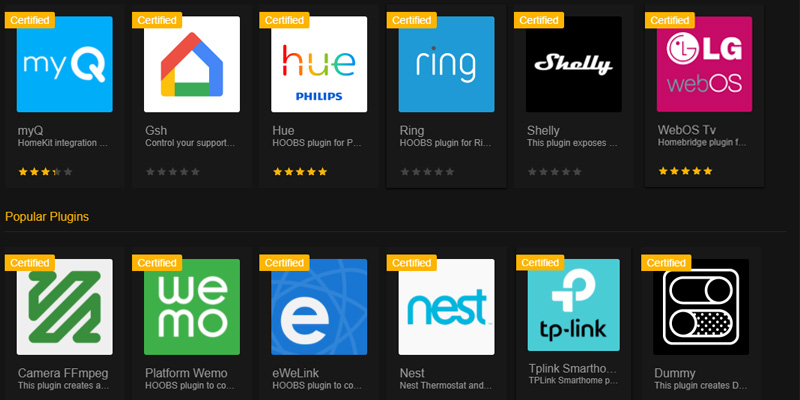 Certified
Certified
Certified
Certified
Certified
Certified
myQ
hue
PHILIPS
ring
Shelly
LG
webOS
myQ
Gsh
Hue
Ring
Shelly
WebOS Tv
HomeKit integration ...
Control your support...
HOOBS plugin for P...
HOOBS plugin for Ri...
This plugin exposes ...
Homebridge plugin f...
Popular Plugins
Certified
Certified
Certified
Certified
Certified
Certified
wemo
e
nest
tp-link
Camera FFmpeg
Platform Wemo
eWeLink
Nest
Tplink Smartho...
Dummy
This plugin creates a...
HOOBS plugin to co...
HOOBS plugin to co...
Nest Thermostat and...
TPLink Smarthome p...
This plugin creates D...